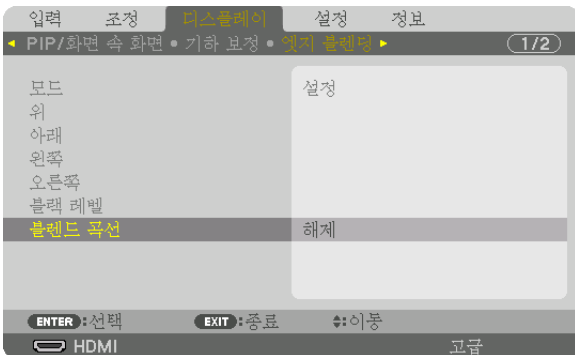 입력 조정 디스플레이 설정 정보
◀ PIP/화면 속 화면 ● 기하 보정 ● 엣지 블렌딩 ▶ 1/2
모드 설정
위
아래
왼쪽
오른쪽
블랙 레벨
블렌드 곡선 해제
ENTER :선택 EXIT :종료 :이동
HDMI 고급